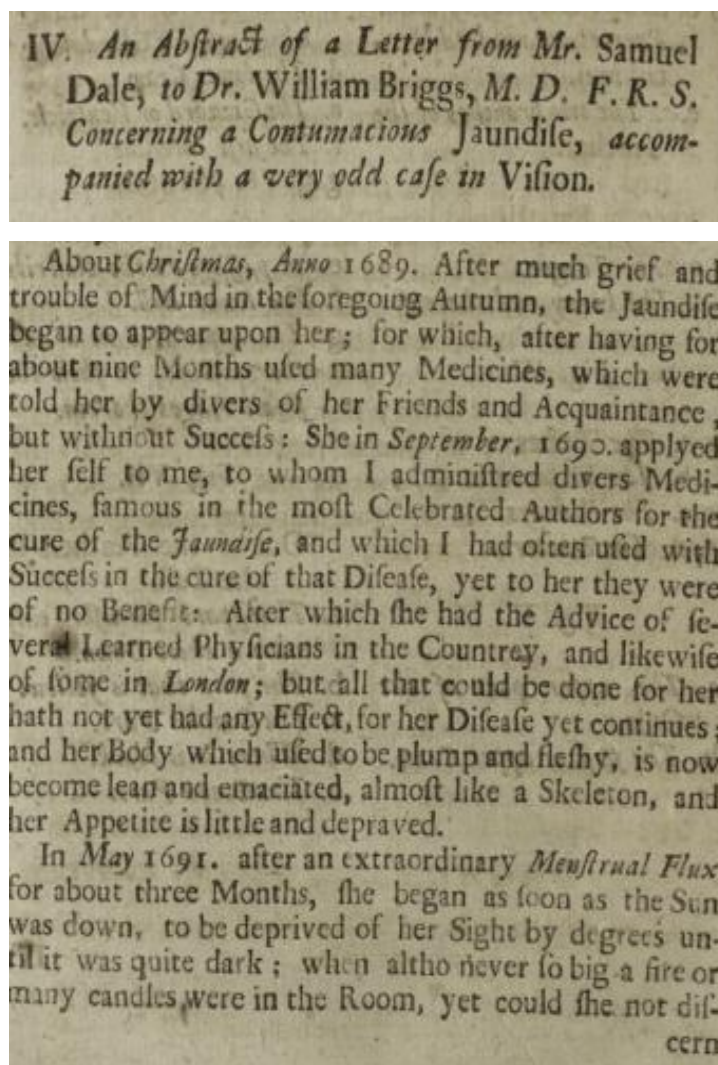 IV. An Abſtract of a Letter from Mr. Samuel
Dale, to Dr. William Briggs, M. D. F. R. S.
Concerning a Contumacious Jaundiſe, accom-
panied with a very odd caſe in Viſion.
About Chriſtmas, Anno 1689. After much grief and
trouble of Mind in the foregoing Autumn, the Jaundiſe
began to appear upon her; for which, after having for
about nine Months uſed many Medicines, which were
told her by divers of her Friends and Acquaintance,
but without Succeſs: She in September, 1690. applyed
her ſelf to me, to whom I adminiſtred divers Medi-
cines, famous in the moſt Celebrated Authors for the
cure of the Jaundiſe, and which I had often uſed with
Succeſs in the cure of that Diſeaſe, yet to her they were
of no Benefit: After which ſhe had the Advice of ſe-
veral Learned Phyſicians in the Countrey, and likewiſe
of ſome in London; but all that could be done for her
hath not yet had any Effect, for her Diſeaſe yet continues;
and her Body which uſed to be plump and fleſhy, is now
become lean and emaciated, almoſt like a Skeleton, and
her Appetite is little and depraved.
In May 1691. after an extraordinary Menſtrual Flux
for about three Months, ſhe began as ſoon as the Sun
was down, to be deprived of her Sight by degrees un-
til it was quite dark; when altho never ſo big a fire or
many candles were in the Room, yet could ſhe not diſ-
cern